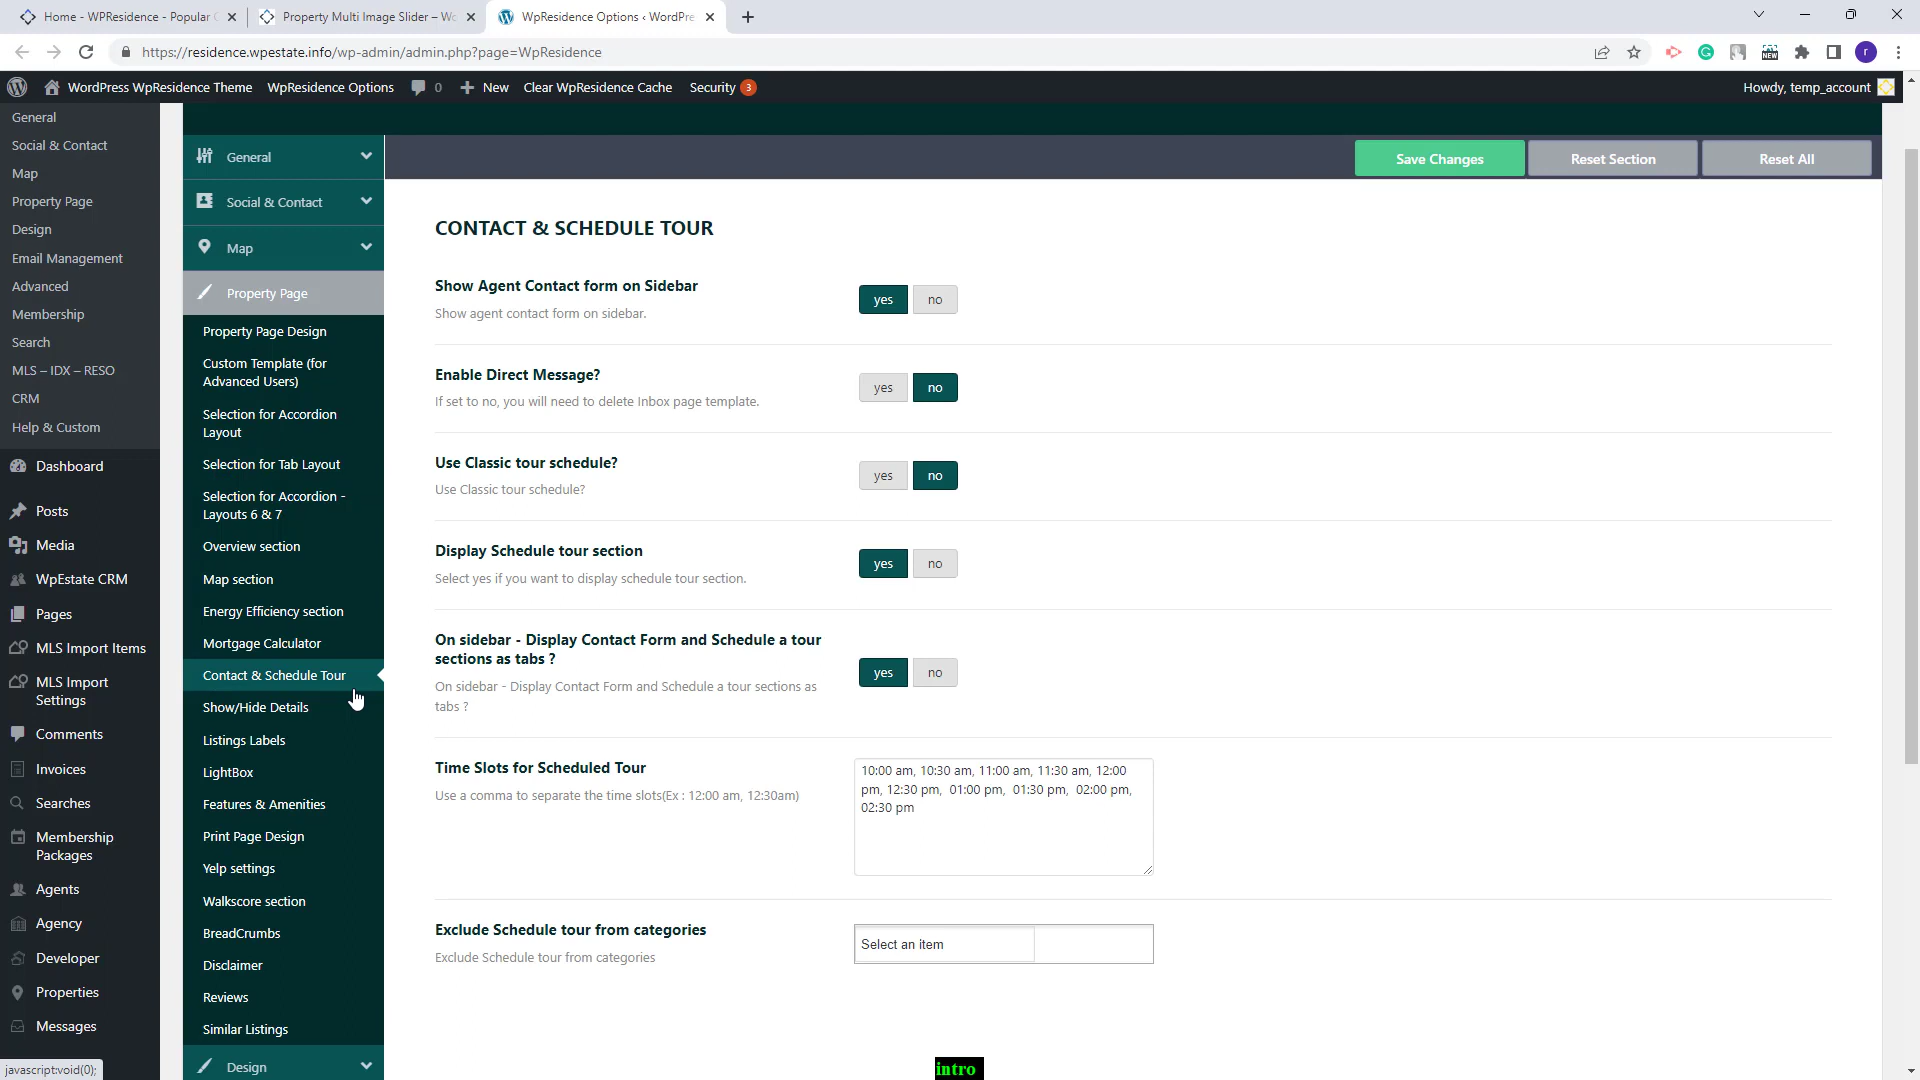 Home - WPResidence - Popular
Property Multi Image Slider – Wo
WpResidence Options ‹ WordPre
https://residence.wpestate.info/wp-admin/admin.php?page=WpResidence
NEW
r
WordPress WpResidence Theme
WpResidence Options
0
New
Clear WpResidence Cache
Security 3
Howdy, temp_account
General
Social & Contact
Map
Property Page
Design
Email Management
Advanced
Membership
Search
MLS – IDX – RESO
CRM
Help & Custom
Dashboard
Posts
Media
WpEstate CRM
Pages
MLS Import Items
MLS Import
Settings
Comments
Invoices
Searches
Membership
Packages
Agents
Agency
Developer
Properties
Messages
javascript:void(0);
General
Social & Contact
Map
Property Page
Property Page Design
Custom Template (for
Advanced Users)
Selection for Accordion
Layout
Selection for Tab Layout
Selection for Accordion -
Layouts 6 & 7
Overview section
Map section
Energy Efficiency section
Mortgage Calculator
Contact & Schedule Tour
Show/Hide Details
Listings Labels
LightBox
Features & Amenities
Print Page Design
Yelp settings
Walkscore section
BreadCrumbs
Disclaimer
Reviews
Similar Listings
Design
Save Changes
Reset Section
Reset All
CONTACT & SCHEDULE TOUR
Show Agent Contact form on Sidebar
Show agent contact form on sidebar.
yes no
Enable Direct Message?
If set to no, you will need to delete Inbox page template.
yes no
Use Classic tour schedule?
Use Classic tour schedule?
yes no
Display Schedule tour section
Select yes if you want to display schedule tour section.
yes no
On sidebar - Display Contact Form and Schedule a tour
sections as tabs ?
On sidebar - Display Contact Form and Schedule a tour sections as
tabs ?
yes no
Time Slots for Scheduled Tour
Use a comma to separate the time slots(Ex : 12:00 am, 12:30am)
10:00 am, 10:30 am, 11:00 am, 11:30 am, 12:00
pm, 12:30 pm, 01:00 pm, 01:30 pm, 02:00 pm,
02:30 pm
Exclude Schedule tour from categories
Exclude Schedule tour from categories
Select an item
intro